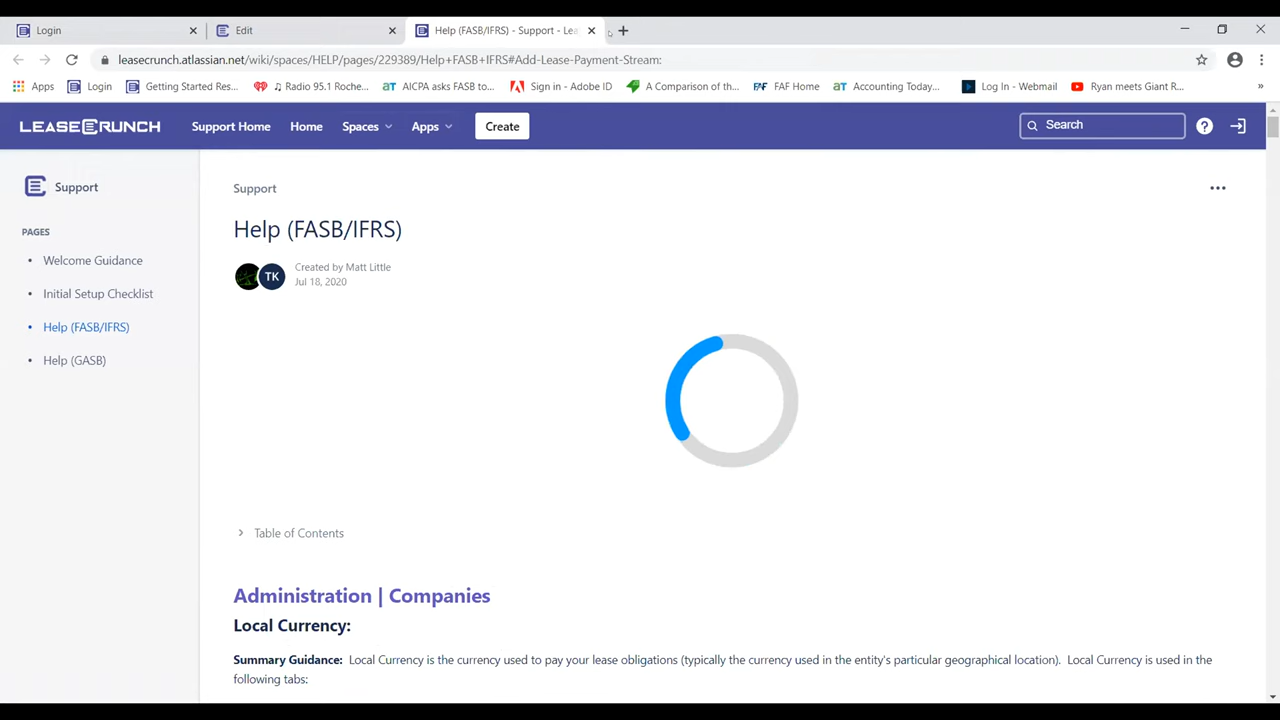 Login
Edit
Help (FASB/IFRS) - Support - Lea
leasecrunch.atlassian.net/wiki/spaces/HELP/pages/229389/Help+FASB+IFRS#Add-Lease-Payment-Stream:
Apps
Login
Getting Started Res...
♫ Radio 95.1 Roche...
AICPA asks FASB to...
Sign in - Adobe ID
A Comparison of th...
FAF Home
Accounting Today...
Log In - Webmail
Ryan meets Giant R...
»
LEASECRUNCH
Support Home
Home
Spaces
Apps
Create
Search
Support
PAGES
• Welcome Guidance
• Initial Setup Checklist
• Help (FASB/IFRS)
• Help (GASB)
Support
Help (FASB/IFRS)
TK
Created by Matt Little
Jul 18, 2020
Table of Contents
Administration | Companies
Local Currency:
Summary Guidance: Local Currency is the currency used to pay your lease obligations (typically the currency used in the entity's particular geographical location). Local Currency is used in the
following tabs: